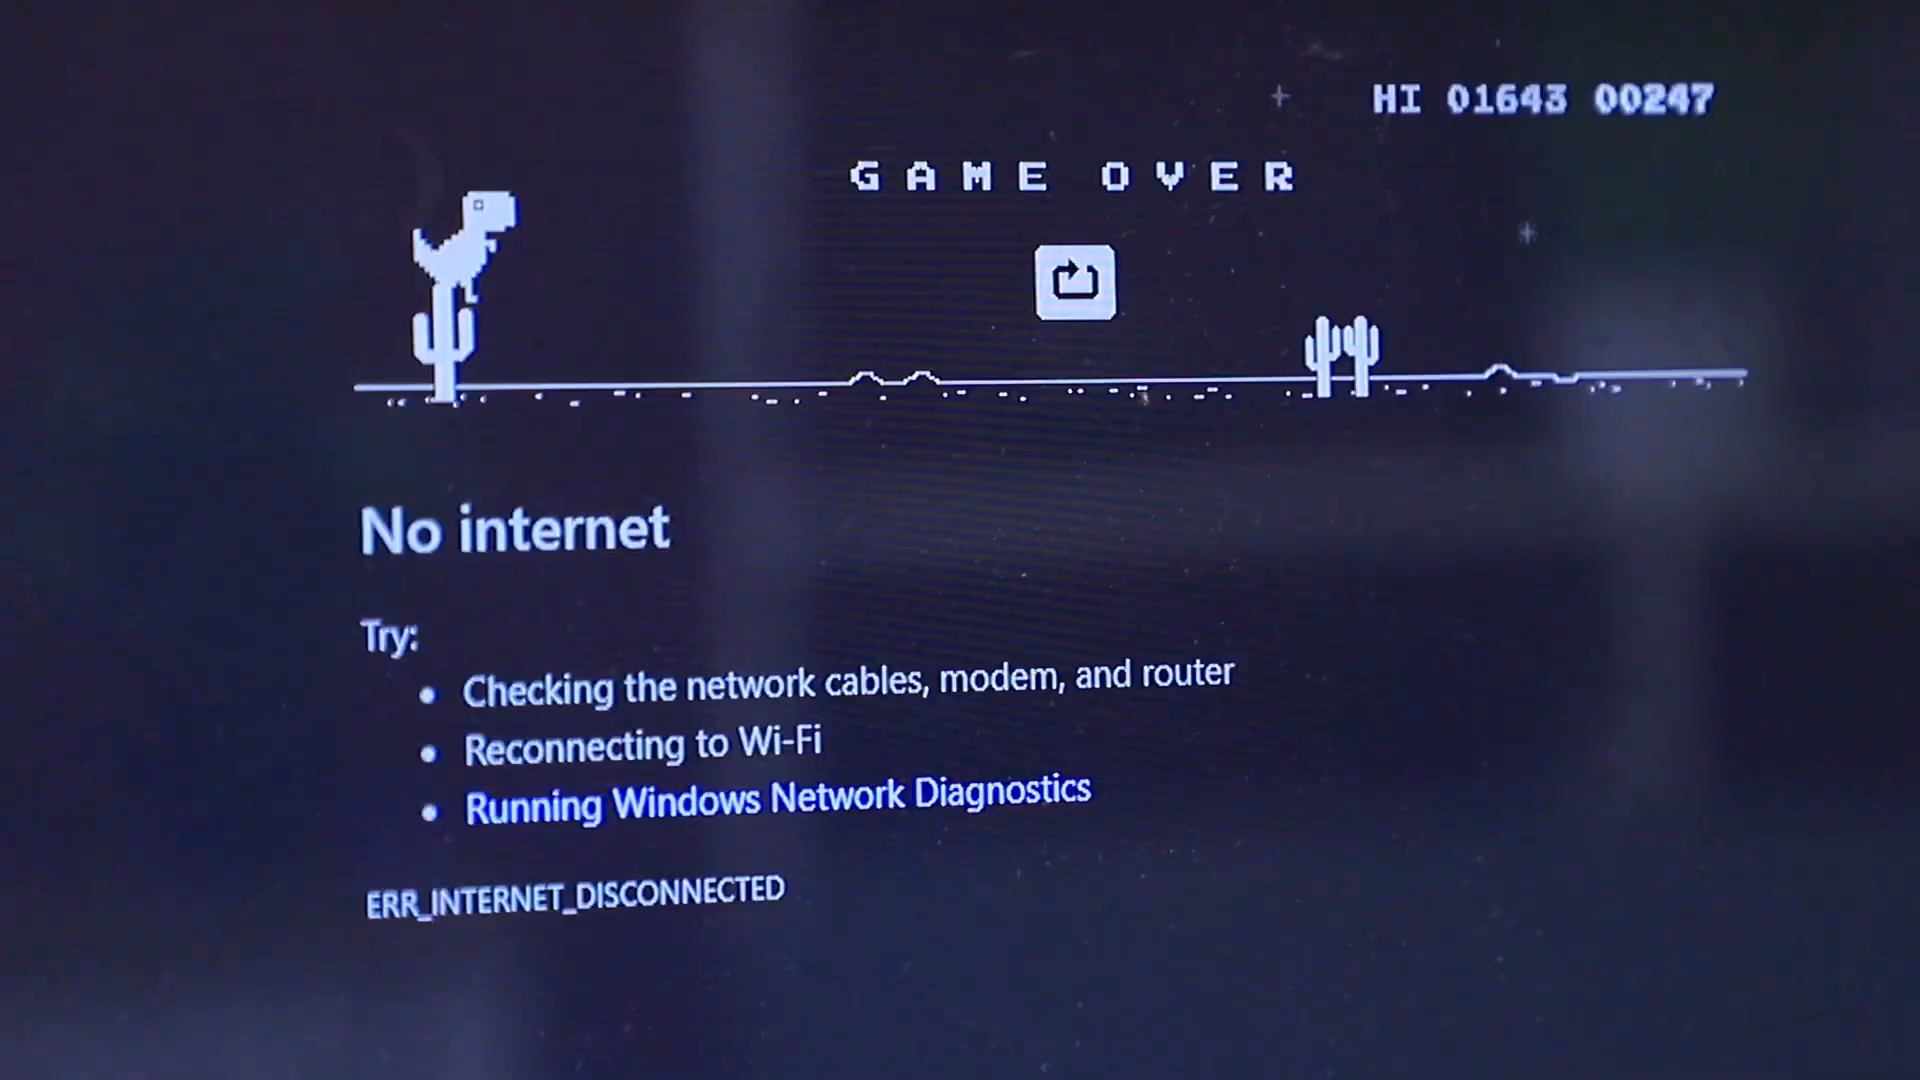 HI 01643 00247
GAME OVER
No internet
Try:
Checking the network cables, modem, and router
Reconnecting to Wi-Fi
Running Windows Network Diagnostics
ERR_INTERNET_DISCONNECTED